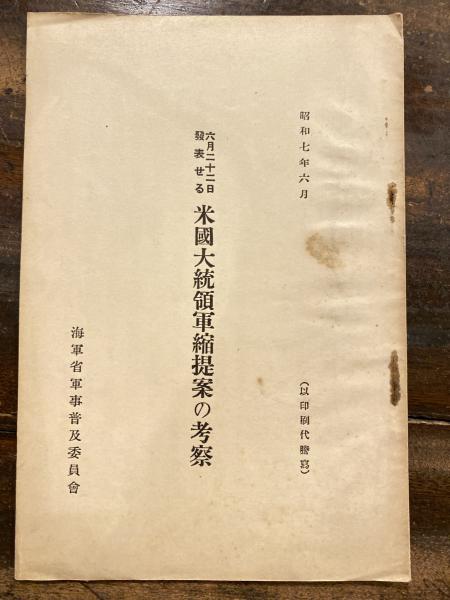 昭和七年六月
(以印刷代謄寫)
六月二十二日
發表せる
米國大統領軍縮提案の考察
海軍省軍事普及委員會